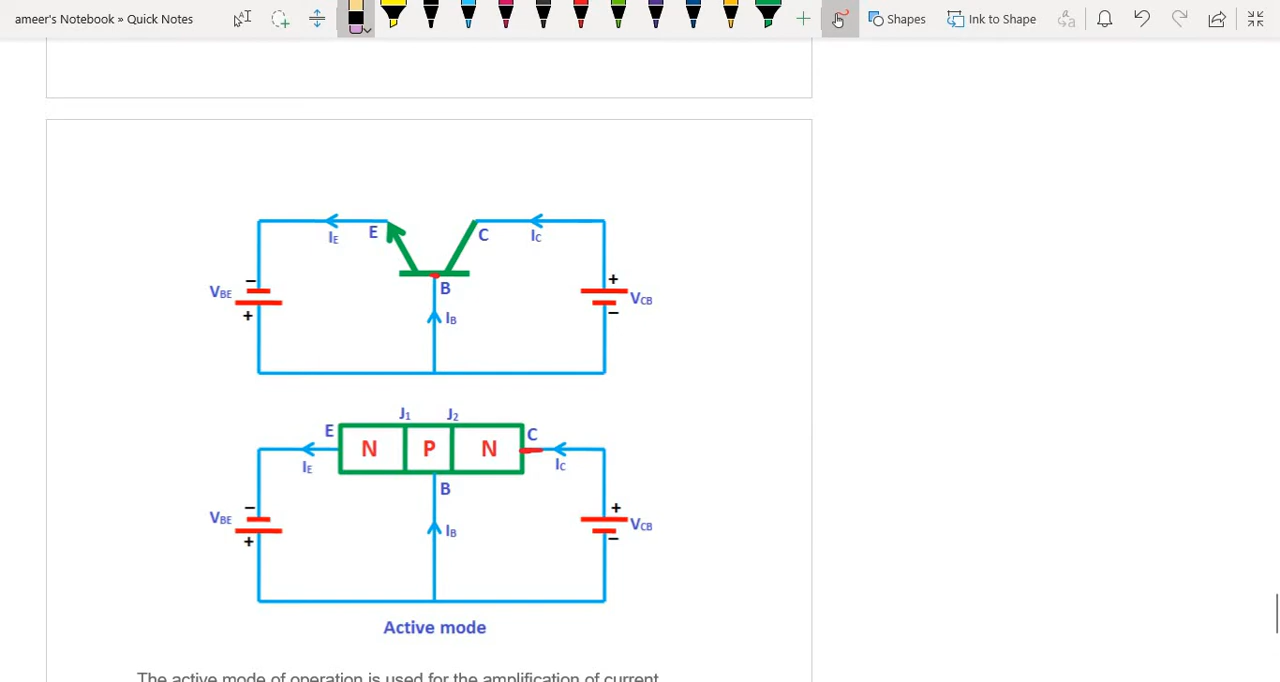 ameer's Notebook » Quick Notes Shapes Ink to Shape
IE E C IC
VBE − + B IB + − VCB
J1 J2
E N P N C
IE B IC
VBE − + IB + − VCB
Active mode
The active mode of operation is used for the amplification of current